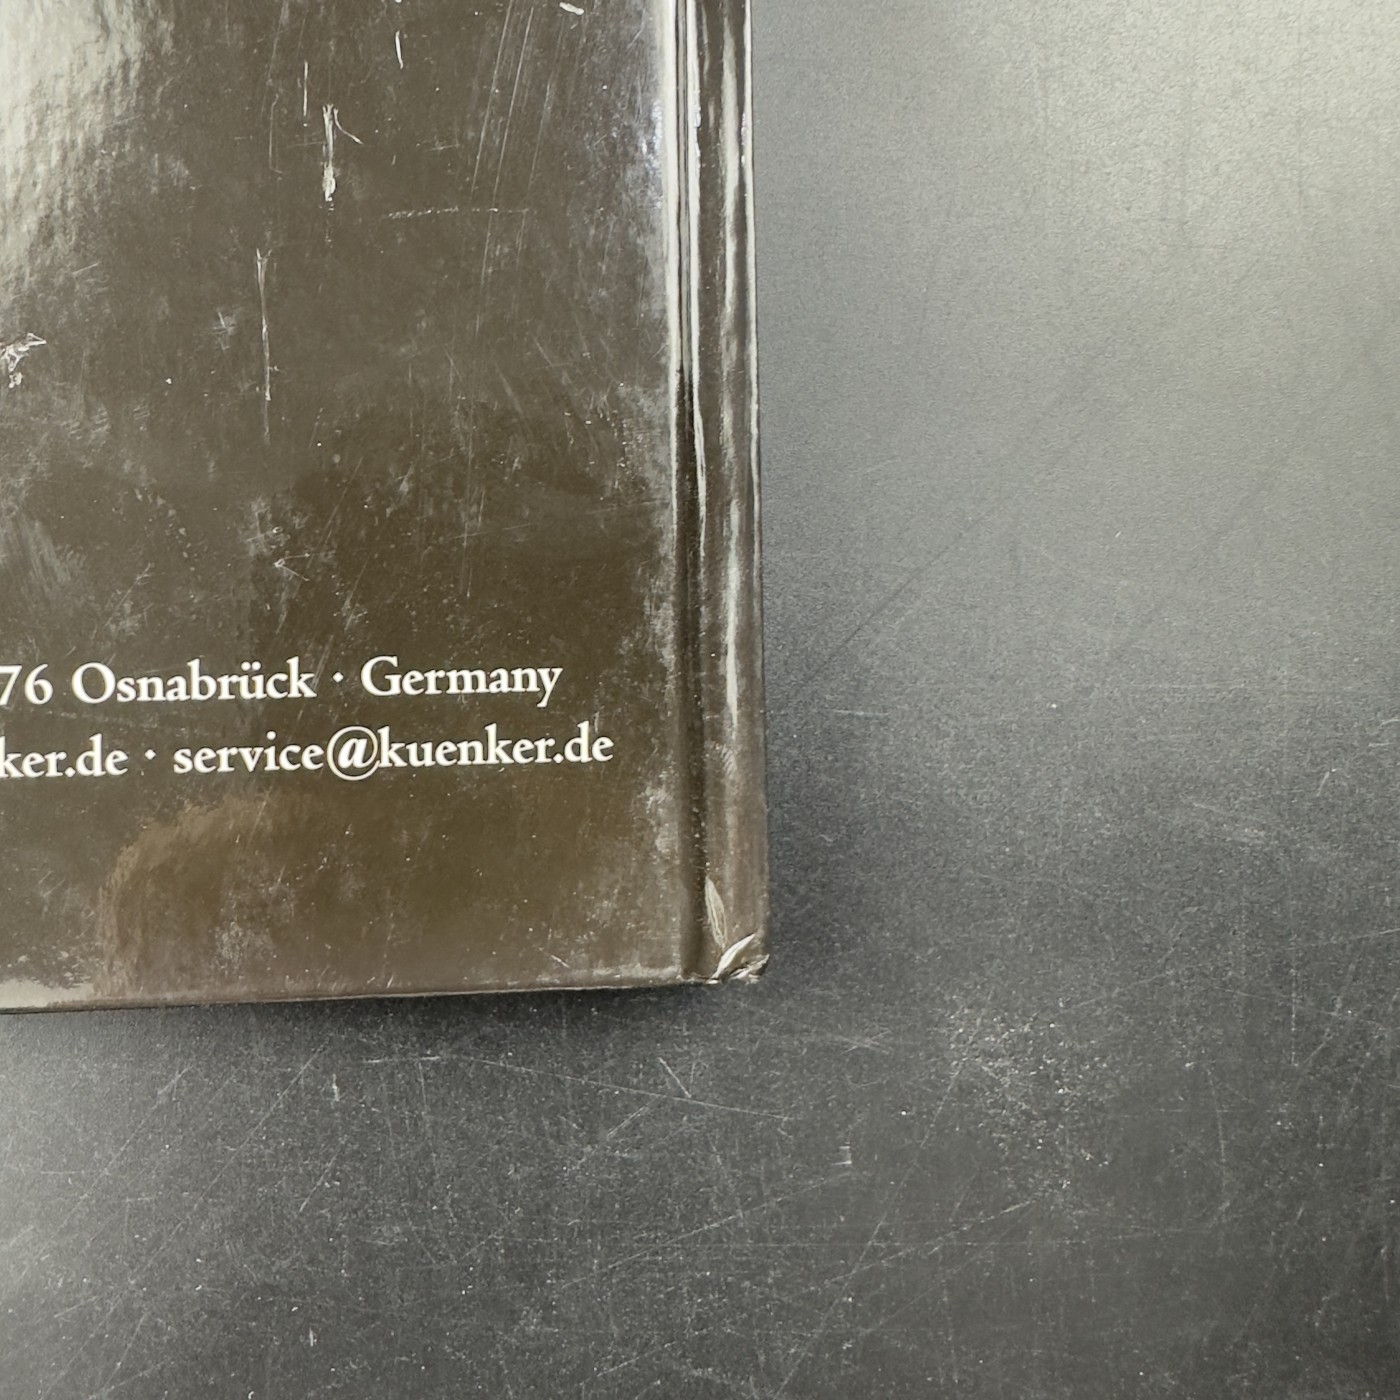 76 Osnabrück · Germany
ker.de · service@kuenker.de